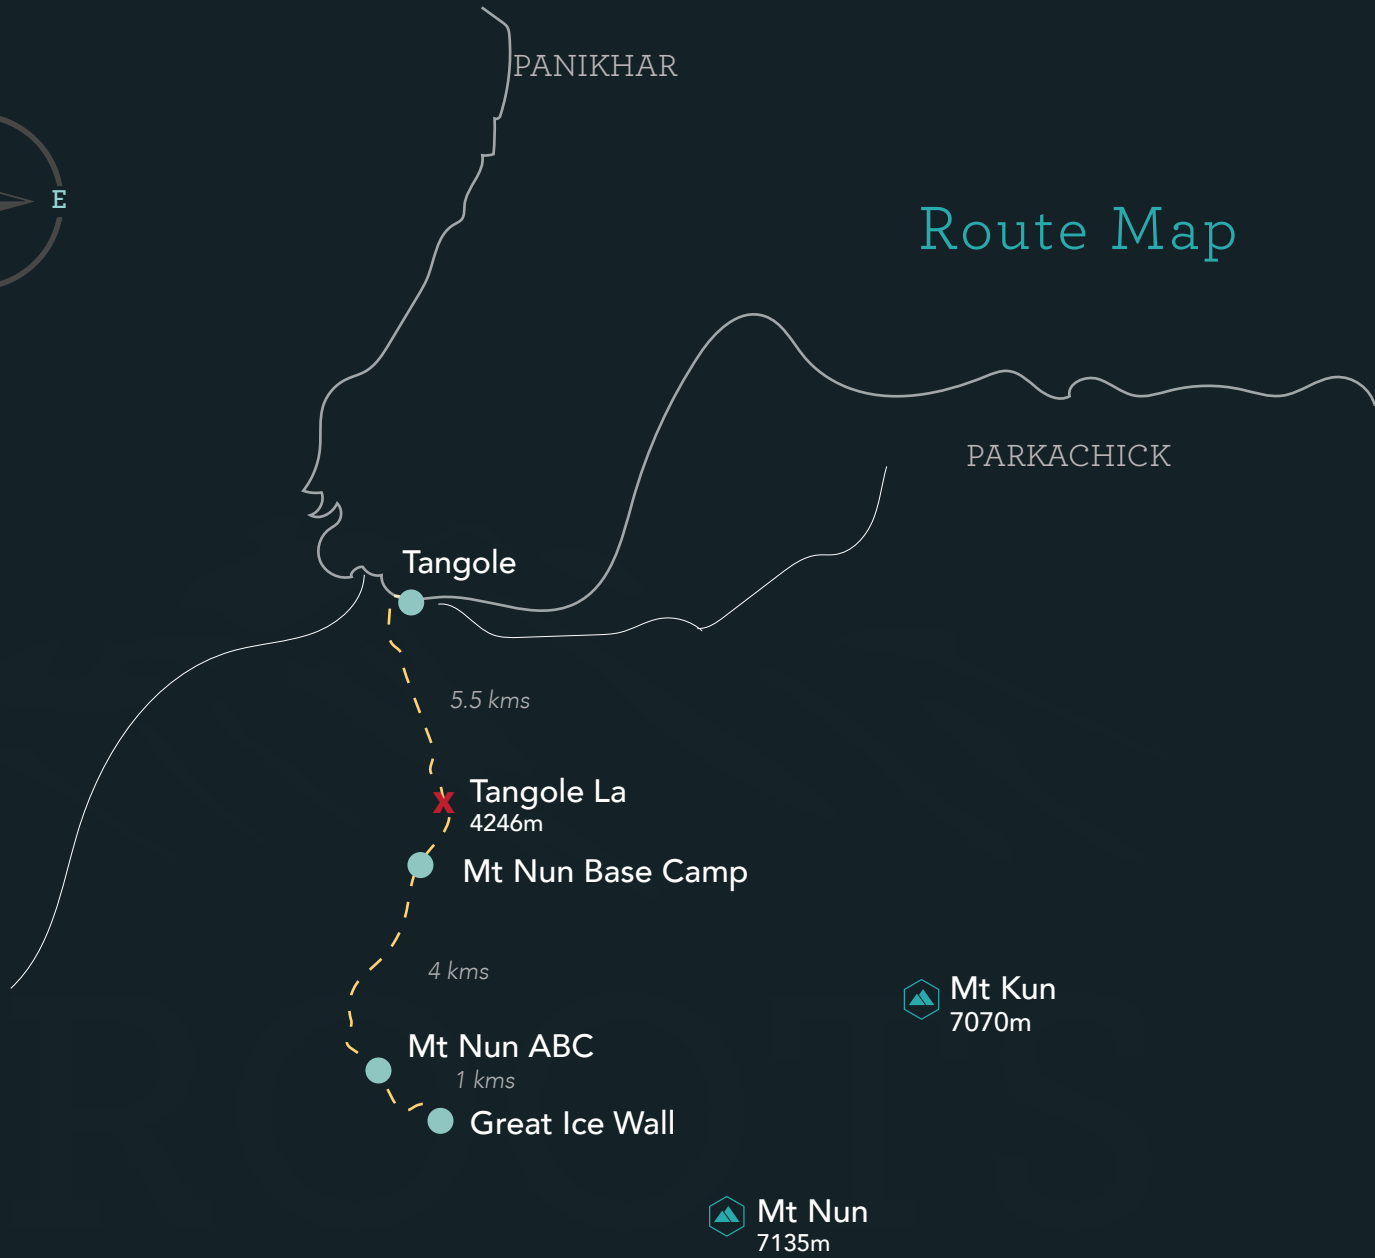 PANIKHAR
E
Route Map
PARKACHICK
Tangole
5.5 kms
X
Tangole La
4246m
Mt Nun Base Camp
4 kms
Mt Kun
7070m
Mt Nun ABC
1 kms
Great Ice Wall
Mt Nun
7135m